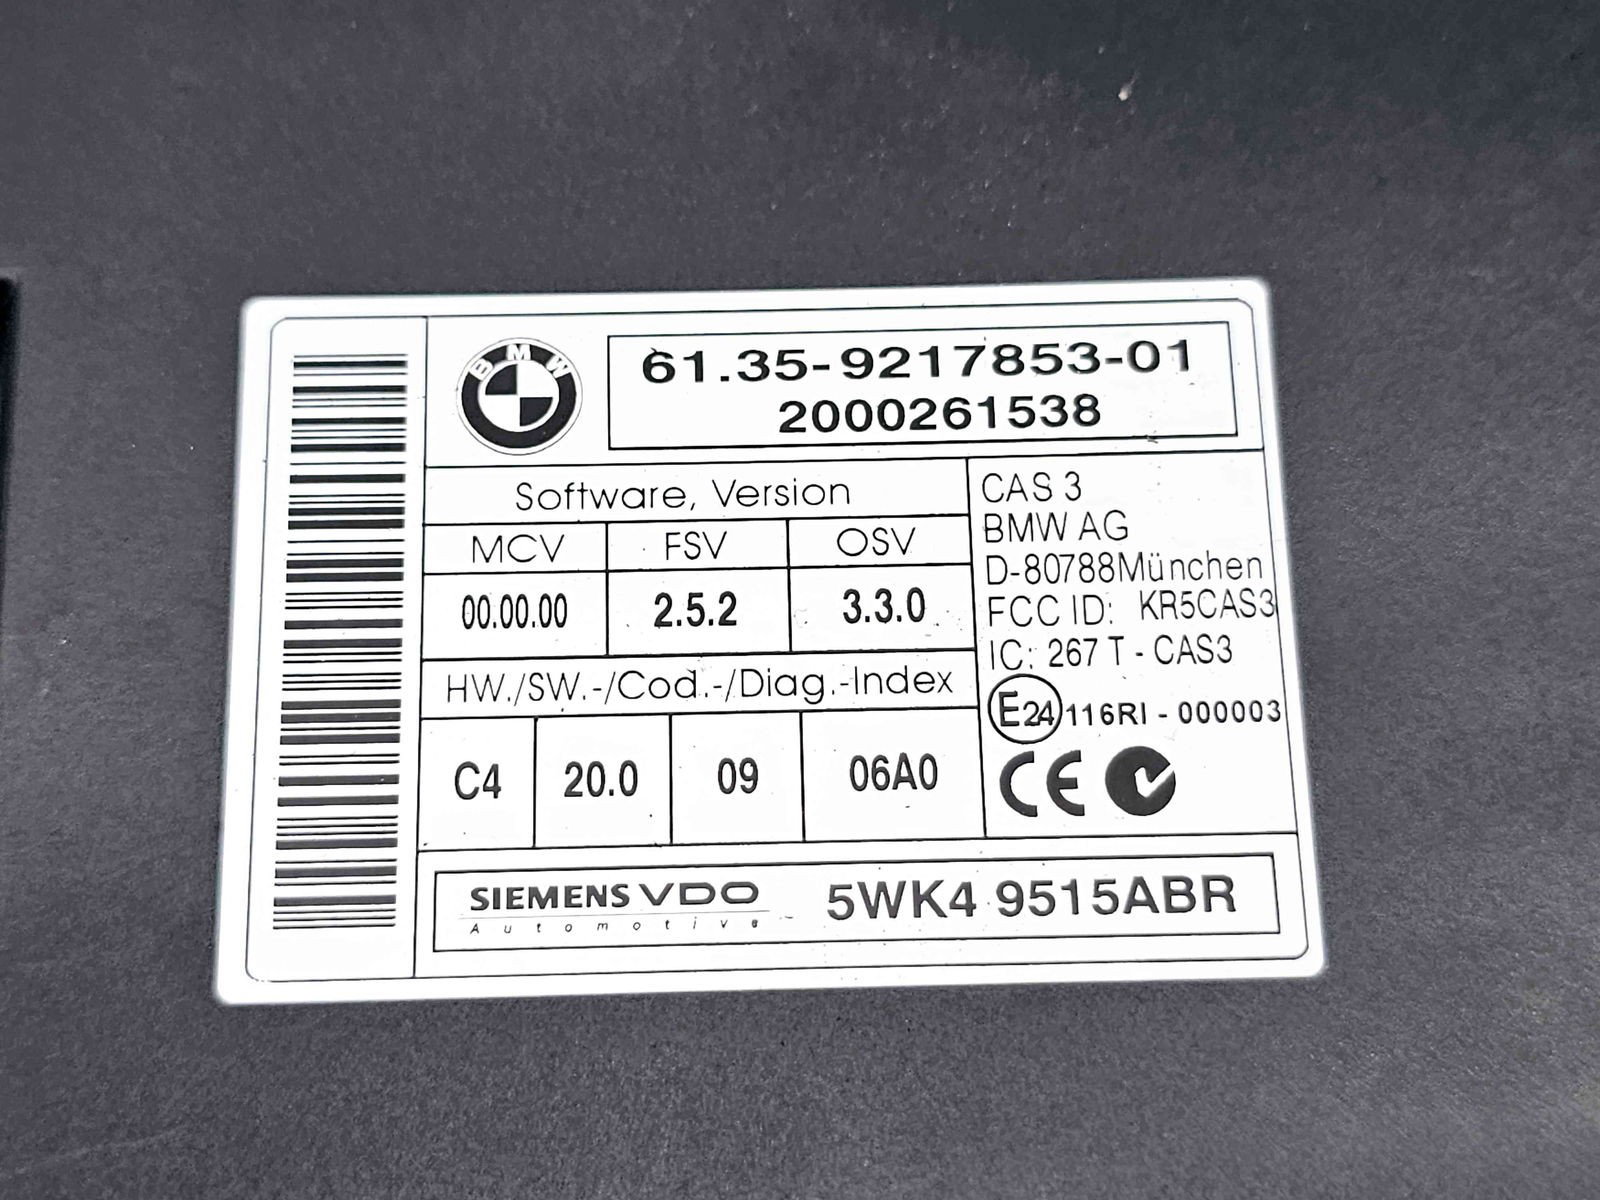 BMW
61.35-9217853-01
2000261538
Software, Version
MCV FSV OSV
00.00.00 2.5.2 3.3.0
HW./SW.-/Cod.-/Diag.-Index
C4 20.0 09 06A0
CAS 3
BMW AG
D-80788München
FCC ID: KR5CAS3
IC: 267 T - CAS3
E24 116RI - 000003
CE
SIEMENS VDO
Automotive
5WK4 9515ABR